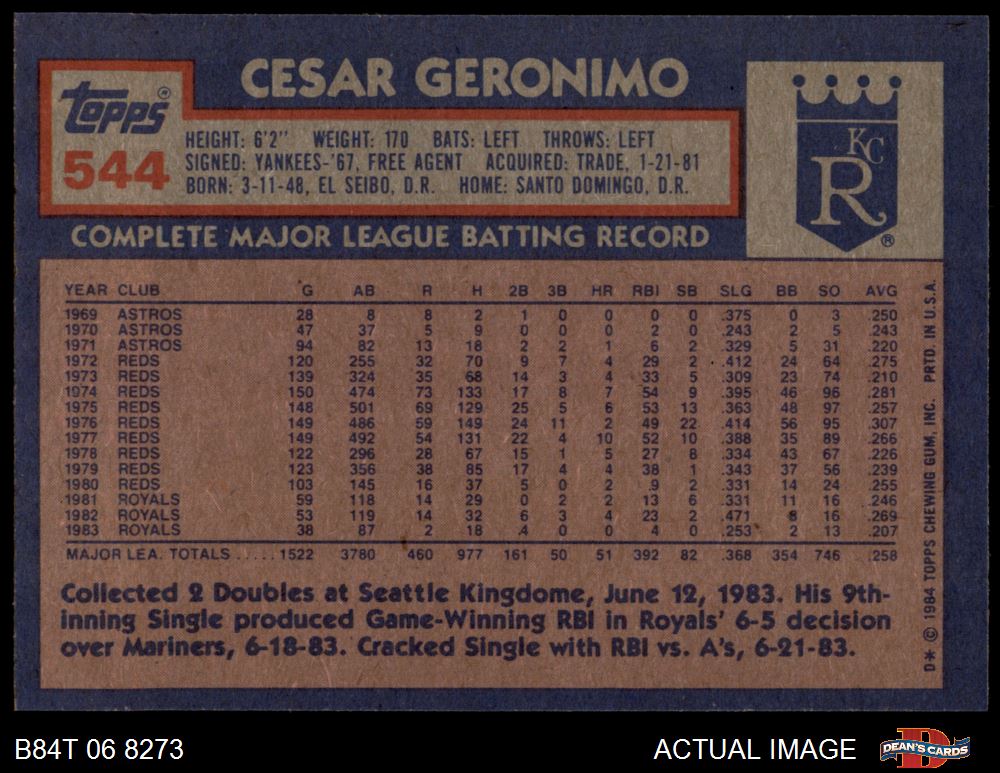 CESAR GERONIMO
Topps®
544
HEIGHT: 6'2" WEIGHT: 170 BATS: LEFT THROWS: LEFT
SIGNED: YANKEES-'67, FREE AGENT ACQUIRED: TRADE, 1-21-81
BORN: 3-11-48, EL SEIBO, D.R. HOME: SANTO DOMINGO, D.R.
KC
R®
COMPLETE MAJOR LEAGUE BATTING RECORD
YEAR CLUB G AB R H 2B 3B HR RBI SB SLG BB SO AVG
1969 ASTROS 28 8 8 2 1 0 0 0 0 .375 0 3 .250
1970 ASTROS 47 37 5 9 0 0 0 2 0 .243 2 5 .243
1971 ASTROS 94 82 13 18 2 2 1 6 2 .329 5 31 .220
1972 REDS 120 255 32 70 9 7 4 29 2 .412 24 64 .275
1973 REDS 139 324 35 68 14 3 4 33 5 .309 23 74 .210
1974 REDS 150 474 73 133 17 8 7 54 9 .395 46 96 .281
1975 REDS 148 501 69 129 25 5 6 53 13 .363 48 97 .257
1976 REDS 149 486 59 149 24 11 2 49 22 .414 56 95 .307
1977 REDS 149 492 54 131 22 4 10 52 10 .388 35 89 .266
1978 REDS 122 296 28 67 15 1 5 27 8 .334 43 67 .226
1979 REDS 123 356 38 85 17 4 4 38 1 .343 37 56 .239
1980 REDS 103 145 16 37 5 0 2 9 2 .331 14 24 .255
1981 ROYALS 59 118 14 29 0 2 2 13 6 .331 11 16 .246
1982 ROYALS 53 119 14 32 6 3 4 23 2 .471 8 16 .269
1983 ROYALS 38 87 2 18 4 0 0 4 0 .253 2 13 .207
MAJOR LEA. TOTALS ..... 1522 3780 460 977 161 50 51 392 82 .368 354 746 .258
Collected 2 Doubles at Seattle Kingdome, June 12, 1983. His 9th-
inning Single produced Game-Winning RBI in Royals' 6-5 decision
over Mariners, 6-18-83. Cracked Single with RBI vs. A's, 6-21-83.
D* © 1984 TOPPS CHEWING GUM, INC. PRTD. IN U.S.A.
B84T 06 8273
ACTUAL IMAGE
DEAN'S CARDS